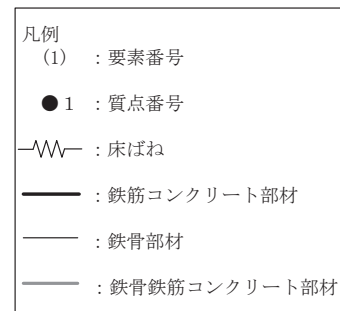 凡例
(1) ：要素番号
● 1 ：質点番号
：床ばね
：鉄筋コンクリート部材
：鉄骨部材
：鉄骨鉄筋コンクリート部材